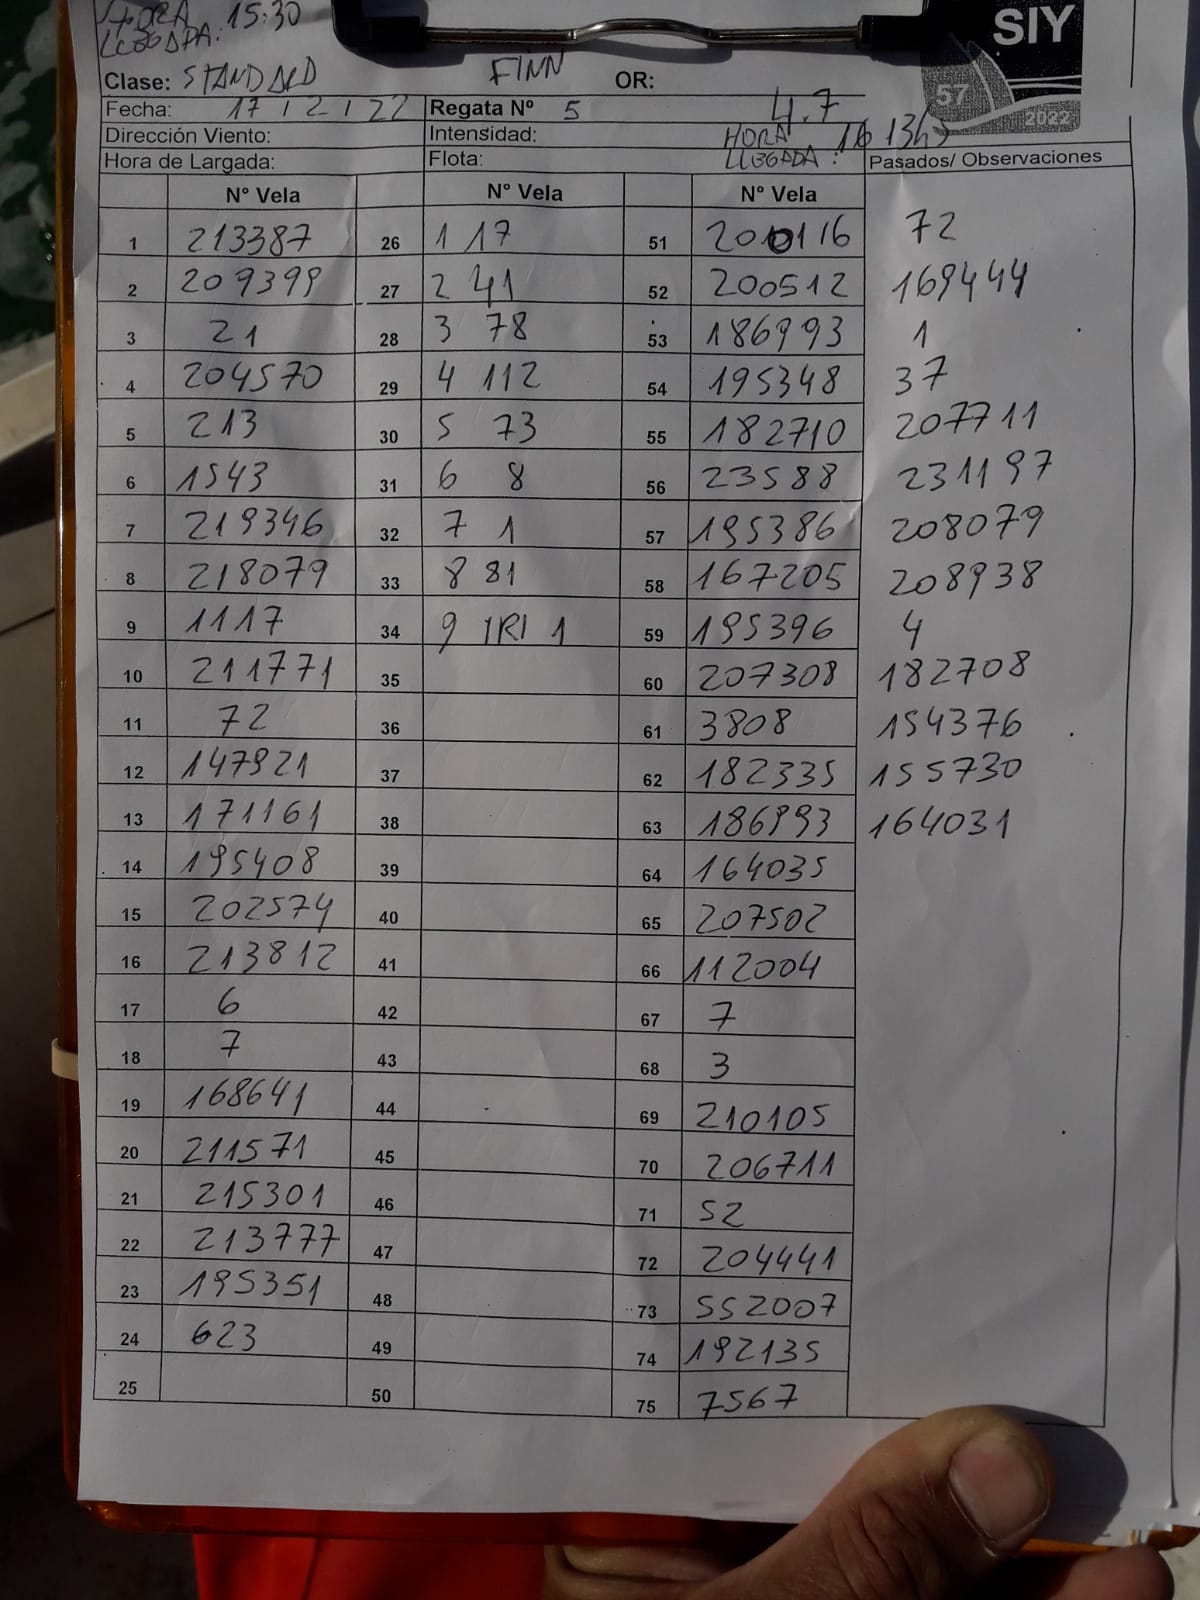 HORA LLEGADA: 15:30
SIY
57
2022
Clase: STANDARD FINN OR:
Fecha: 17 / 2 / 22 Regata Nº 5 4.7
Dirección Viento: Intensidad: HORA LLEGADA: 16 13hs
Hora de Largada: Flota: Pasados/ Observaciones
N° Vela N° Vela N° Vela
1 213387 26 1 17 51 200116 72
2 209399 27 2 41 52 200512 169444
3 21 28 3 78 53 186993 1
4 204570 29 4 112 54 195348 37
5 213 30 5 73 55 182710 207711
6 1543 31 6 8 56 23588 231197
7 219346 32 7 1 57 195386 208079
8 218079 33 8 81 58 167205 208938
9 1117 34 9 IRI 1 59 195396 4
10 211771 35 60 207308 182708
11 72 36 61 3808 154376
12 147921 37 62 182335 155730
13 171161 38 63 186993 164031
14 195408 39 64 164035
15 202574 40 65 207502
16 213812 41 66 112004
17 6 42 67 7
18 7 43 68 3
19 168641 44 69 210105
20 211571 45 70 206711
21 215301 46 71 52
22 213777 47 72 204441
23 195351 48 73 552007
24 623 49 74 192135
25 50 75 7567